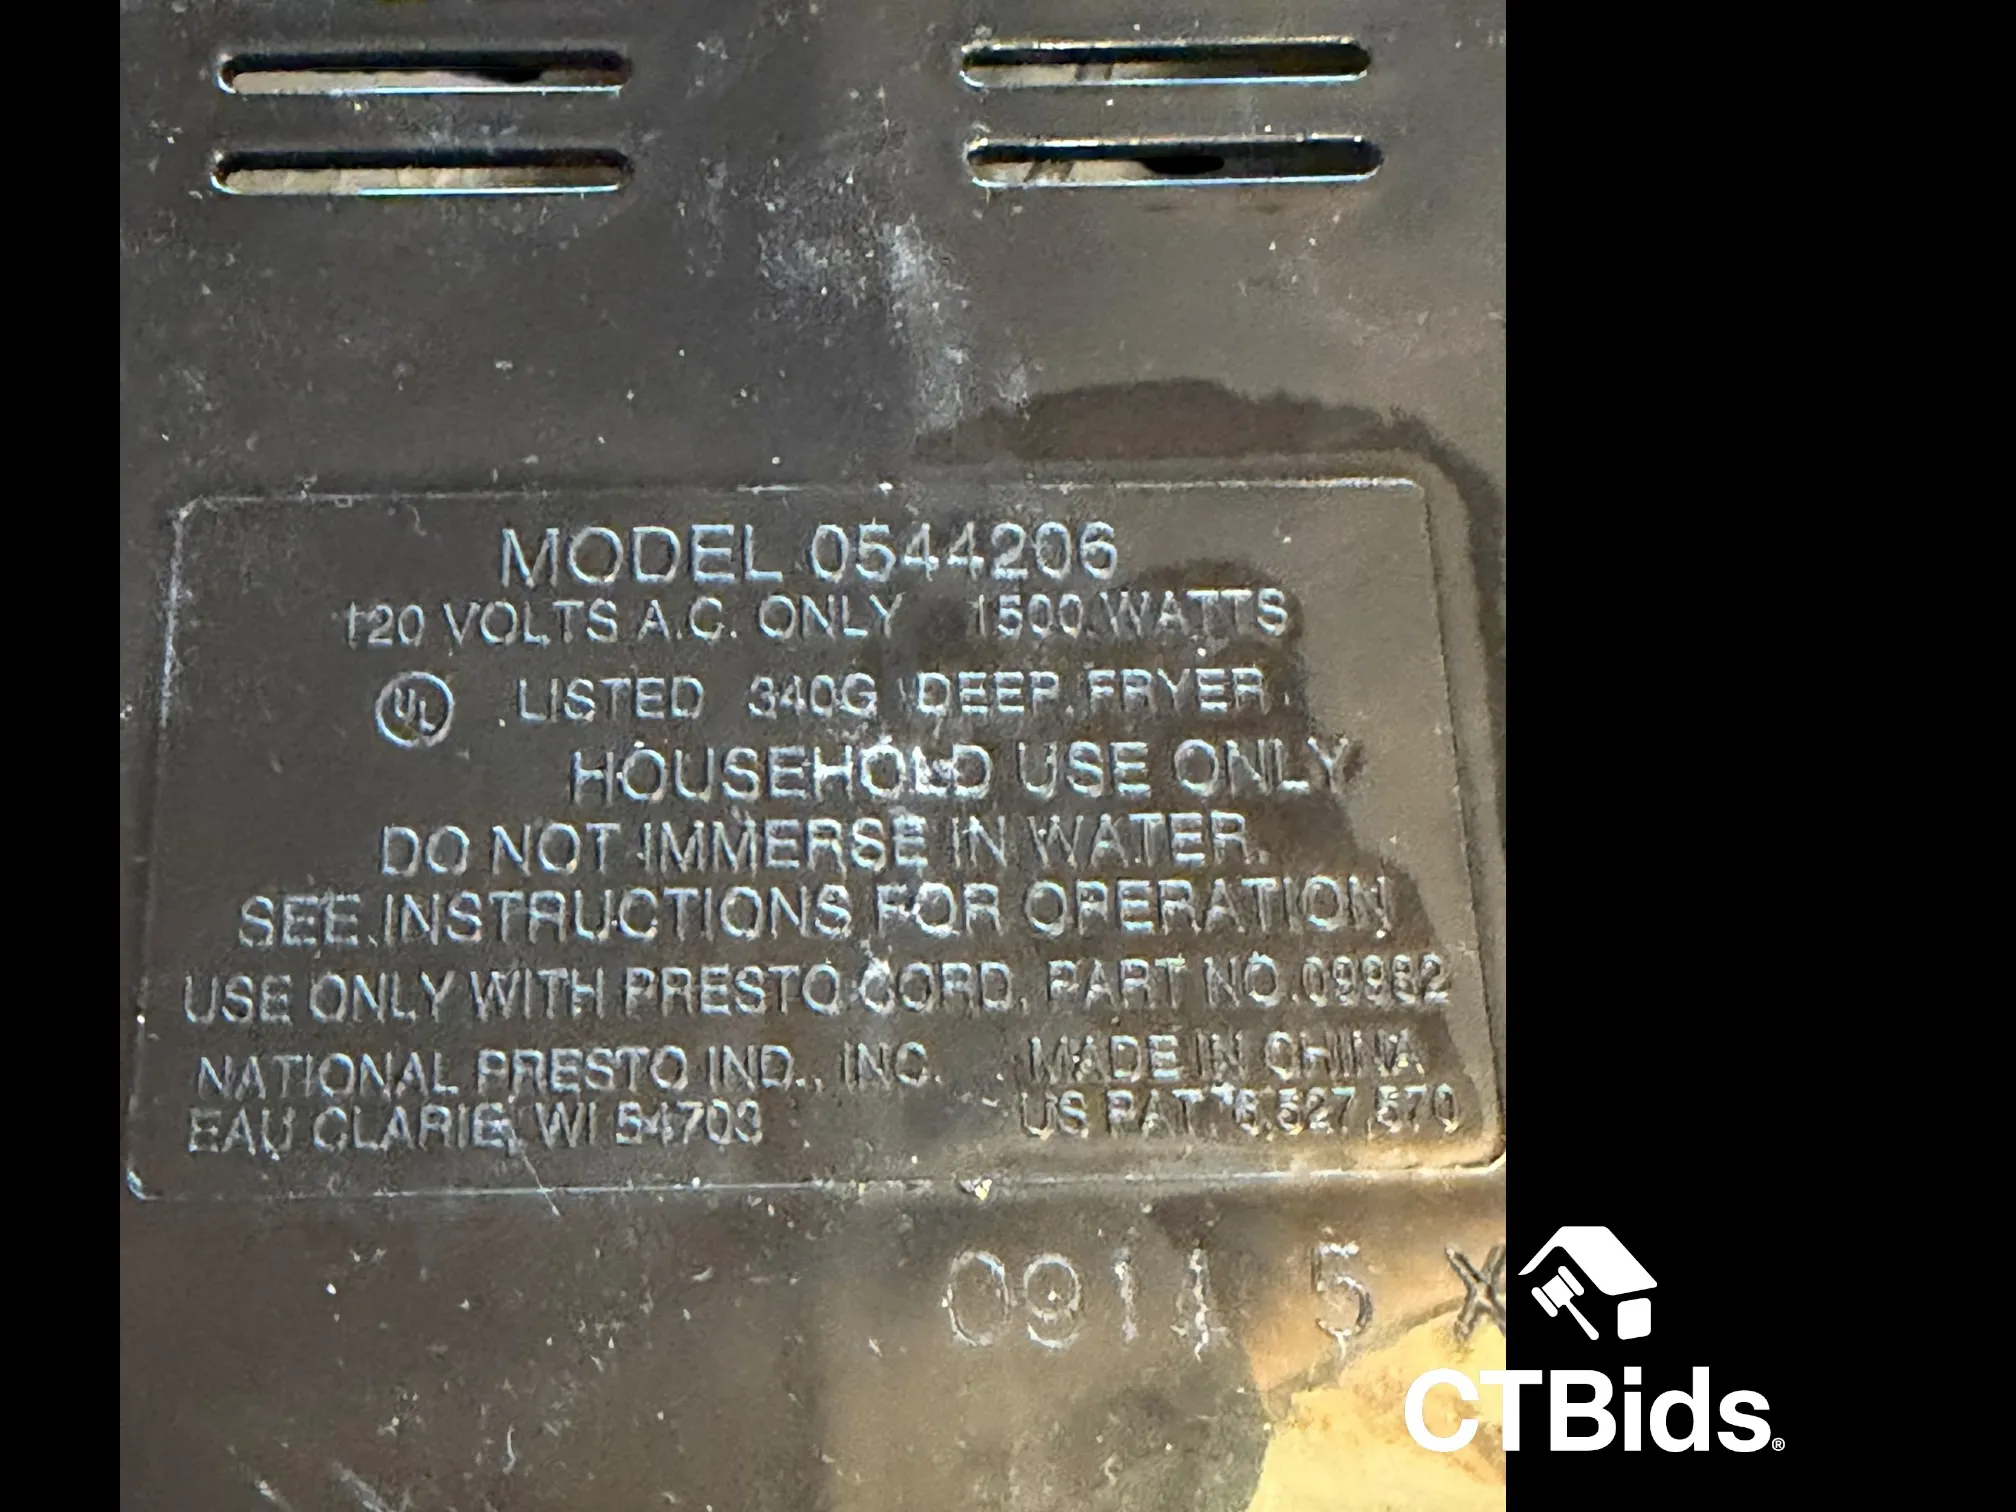 MODEL 0544206
120 VOLTS A.C. ONLY 1500 WATTS
UL LISTED 340G DEEP FRYER
HOUSEHOLD USE ONLY
DO NOT IMMERSE IN WATER.
SEE INSTRUCTIONS FOR OPERATION
USE ONLY WITH PRESTO CORD, PART NO. 09982
NATIONAL PRESTO IND., INC. MADE IN CHINA
EAU CLARIE, WI 54703 US PAT. 6,527,570
0911 5 X
CTBids®